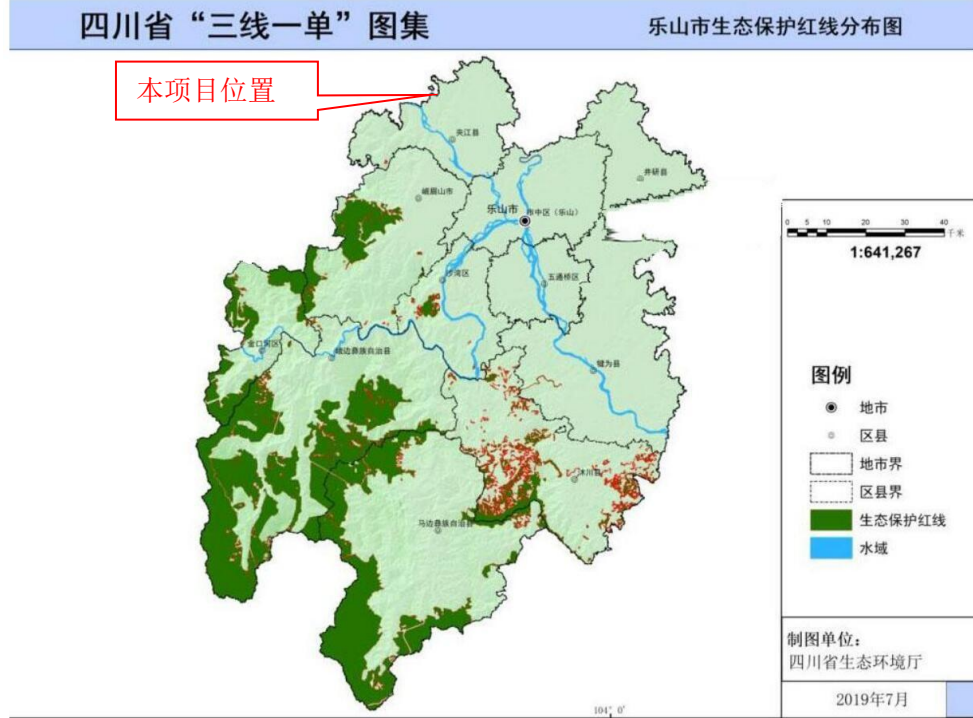 四川省“三线一单”图集
乐山市生态保护红线分布图
本项目位置
夹江县
井研县
峨眉山市
乐山市
市中区（乐山）
沙湾区
五通桥区
金口河区
峨边彝族自治县
犍为县
沐川县
马边彝族自治县
0 5 10 20 30 40
千米
1:641,267
图例
地市
区县
地市界
区县界
生态保护红线
水域
制图单位：
四川省生态环境厅
2019年7月
104° 0′